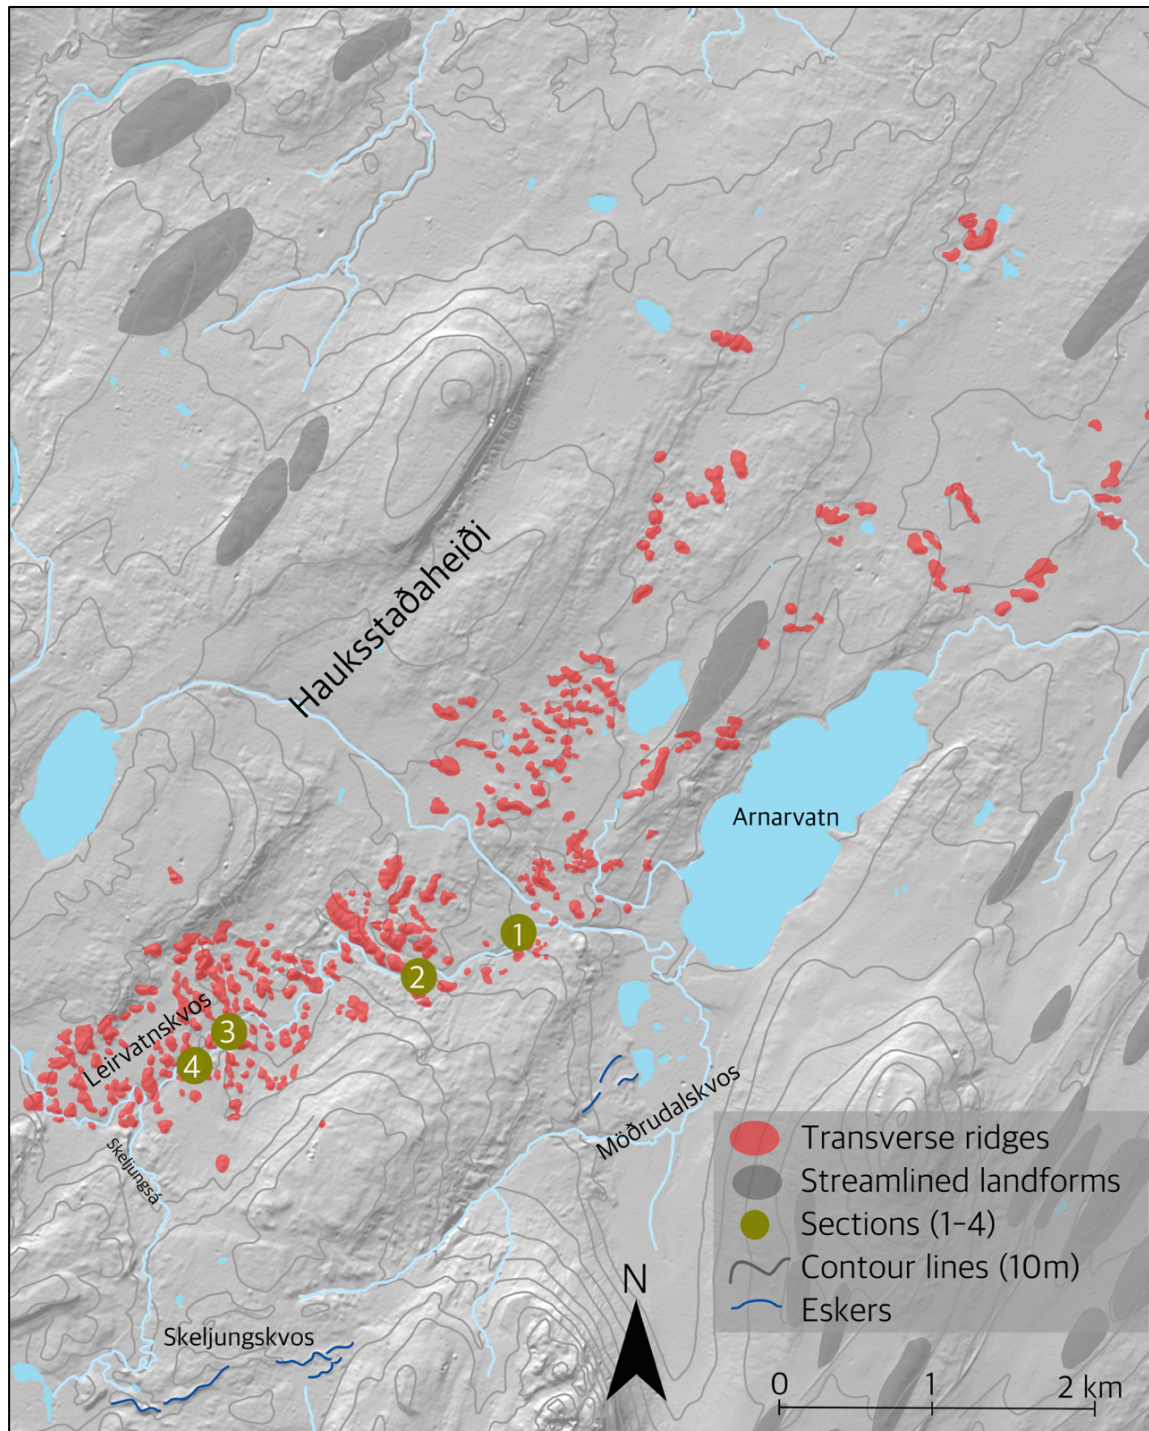 Hauksstaðaheiði
Arnarvatn
1
2
3
4
Leirvatnskvos
Skeljungsá
Möðrudalskvos
Skeljungskvos
Transverse ridges
Streamlined landforms
Sections (1–4)
Contour lines (10m)
Eskers
N
0 1 2 km